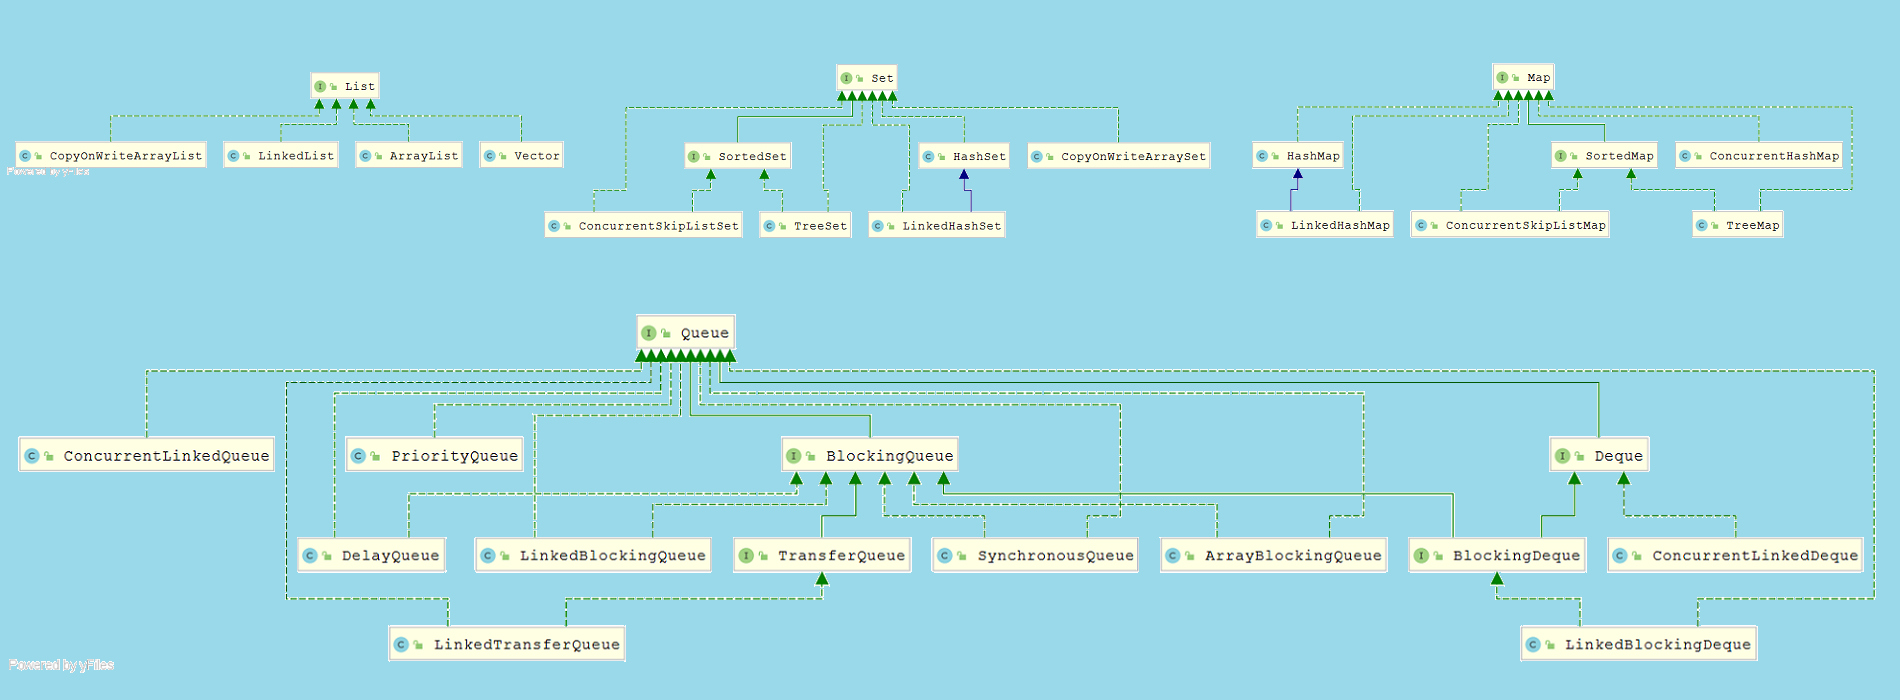 List
Set
Map
CopyOnWriteArrayList
LinkedList
ArrayList
Vector
SortedSet
HashSet
CopyOnWriteArraySet
HashMap
SortedMap
ConcurrentHashMap
Powered by yFiles
ConcurrentSkipListSet
TreeSet
LinkedHashSet
LinkedHashMap
ConcurrentSkipListMap
TreeMap
Queue
ConcurrentLinkedQueue
PriorityQueue
BlockingQueue
Deque
DelayQueue
LinkedBlockingQueue
TransferQueue
SynchronousQueue
ArrayBlockingQueue
BlockingDeque
ConcurrentLinkedDeque
LinkedTransferQueue
LinkedBlockingDeque
Powered by yFiles